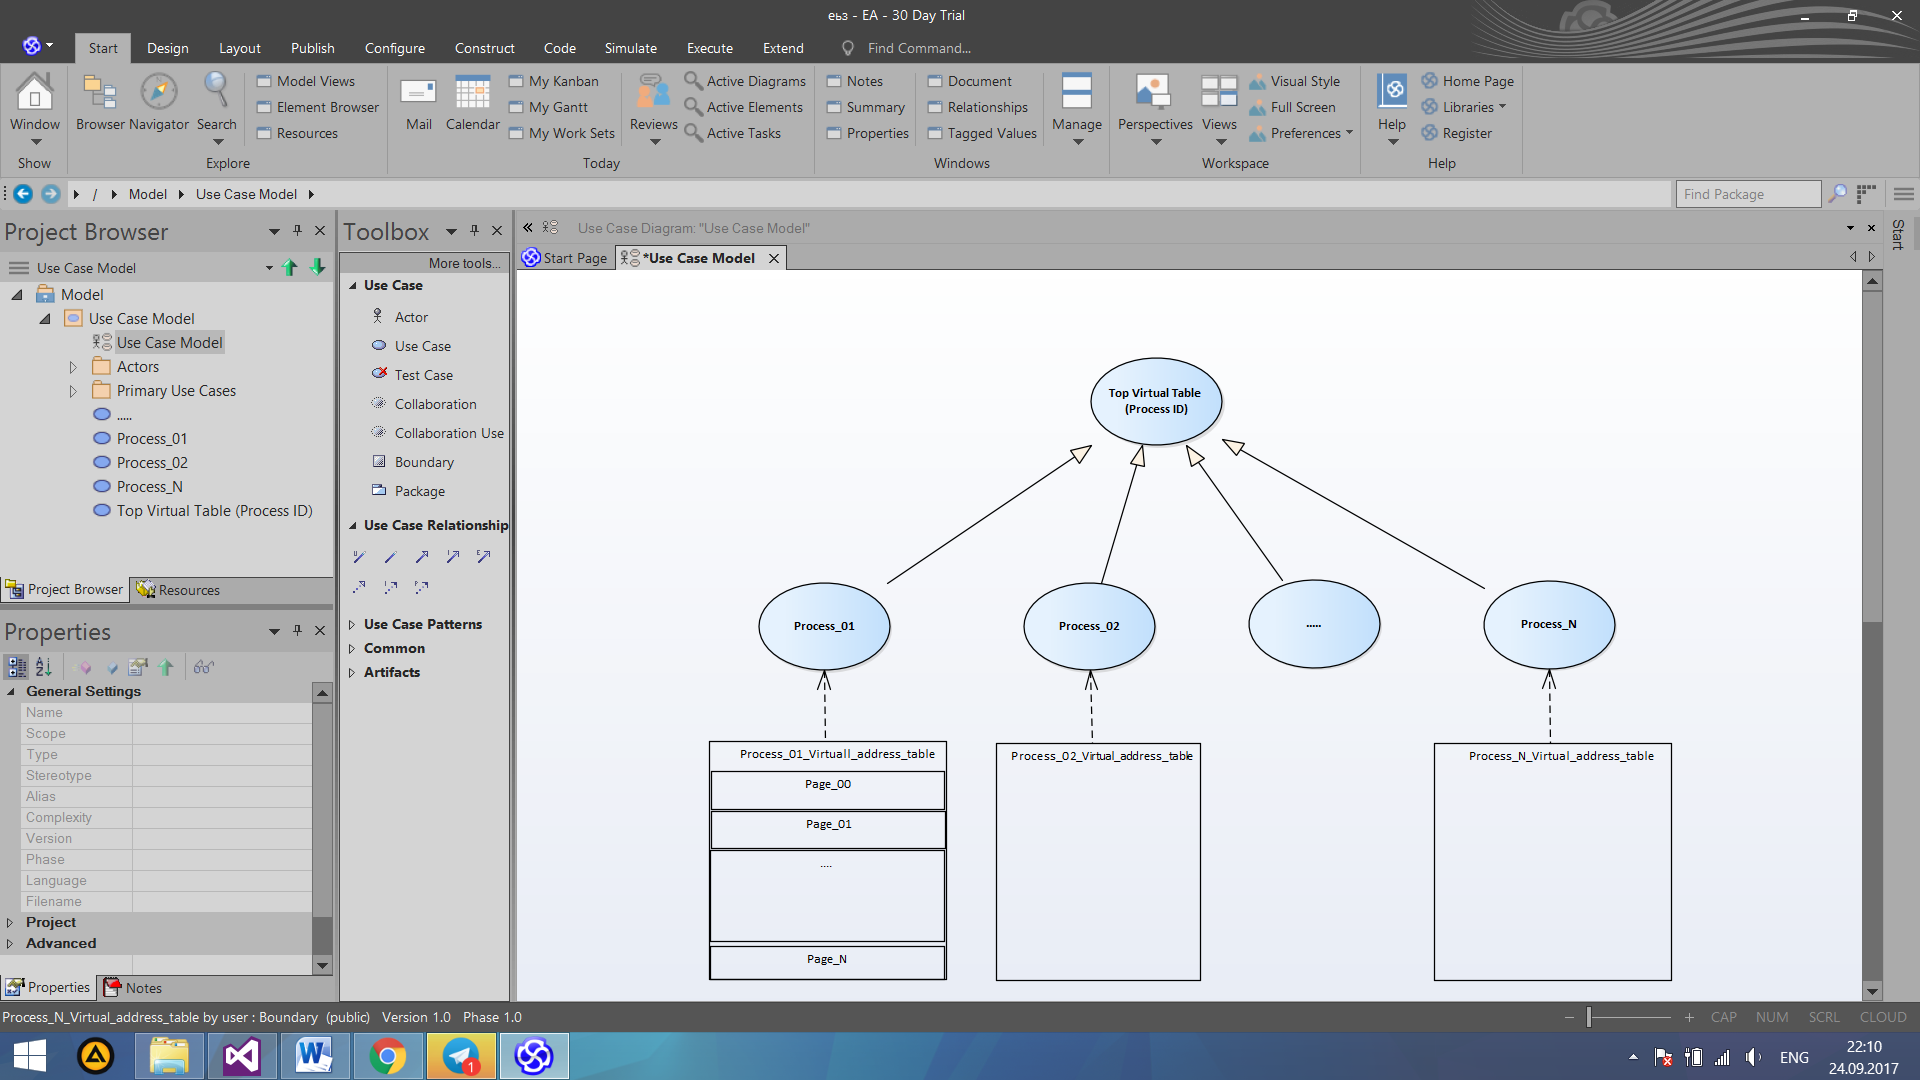 еьз - EA - 30 Day Trial
Start Design Layout Publish Configure Construct Code Simulate Execute Extend Find Command...
Window
Show
Browser Navigator Search
Model Views
Element Browser
Resources
Explore
Mail Calendar
My Kanban
My Gantt
My Work Sets
Reviews
Active Diagrams
Active Elements
Active Tasks
Today
Notes
Summary
Properties
Document
Relationships
Tagged Values
Windows
Manage
Perspectives Views
Visual Style
Full Screen
Preferences
Workspace
Help
Home Page
Libraries
Register
Help
/ Model Use Case Model
Find Package
Project Browser
Use Case Model
Model
Use Case Model
Use Case Model
Actors
Primary Use Cases
.....
Process_01
Process_02
Process_N
Top Virtual Table (Process ID)
Project Browser Resources
Properties
General Settings
Name
Scope
Type
Stereotype
Alias
Complexity
Version
Phase
Language
Filename
Project
Advanced
Properties Notes
Toolbox
More tools...
Use Case
Actor
Use Case
Test Case
Collaboration
Collaboration Use
Boundary
Package
Use Case Relationship
Use Case Patterns
Common
Artifacts
Use Case Diagram: "Use Case Model"
Start Page *Use Case Model
Start
Top Virtual Table
(Process ID)
Process_01
Process_02
.....
Process_N
Process_01_Virtuall_address_table
Page_00
Page_01
....
Page_N
Process_02_Virtual_address_table
Process_N_Virtual_address_table
Process_N_Virtual_address_table by user : Boundary (public) Version 1.0 Phase 1.0
CAP NUM SCRL CLOUD
1
ENG
22:10
24.09.2017